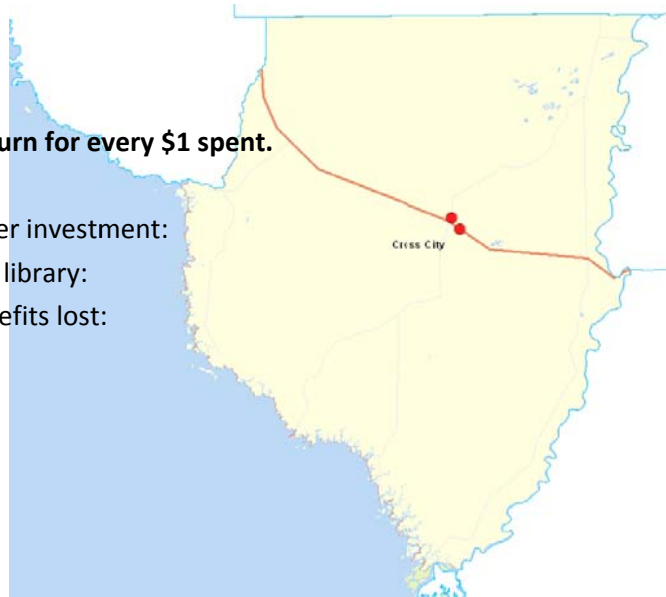 urn for every $1 spent.
er investment:
Cross City
library:
efits lost: